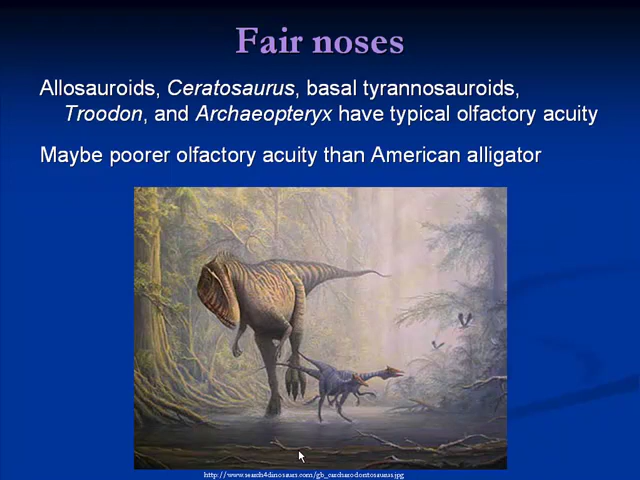 Fair noses
Allosauroids, Ceratosaurus, basal tyrannosauroids,
Troodon, and Archaeopteryx have typical olfactory acuity
Maybe poorer olfactory acuity than American alligator
http://www.search4dinosaurs.com/gb_carcharodontosaurus.jpg